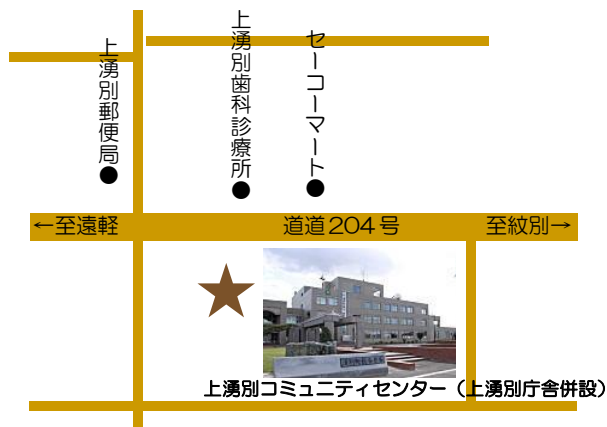 上湧別郵便局
上湧別歯科診療所
セーコーマート
←至遠軽
道道204号
至紋別→
上湧別コミュニティセンター（上湧別庁舎併設）